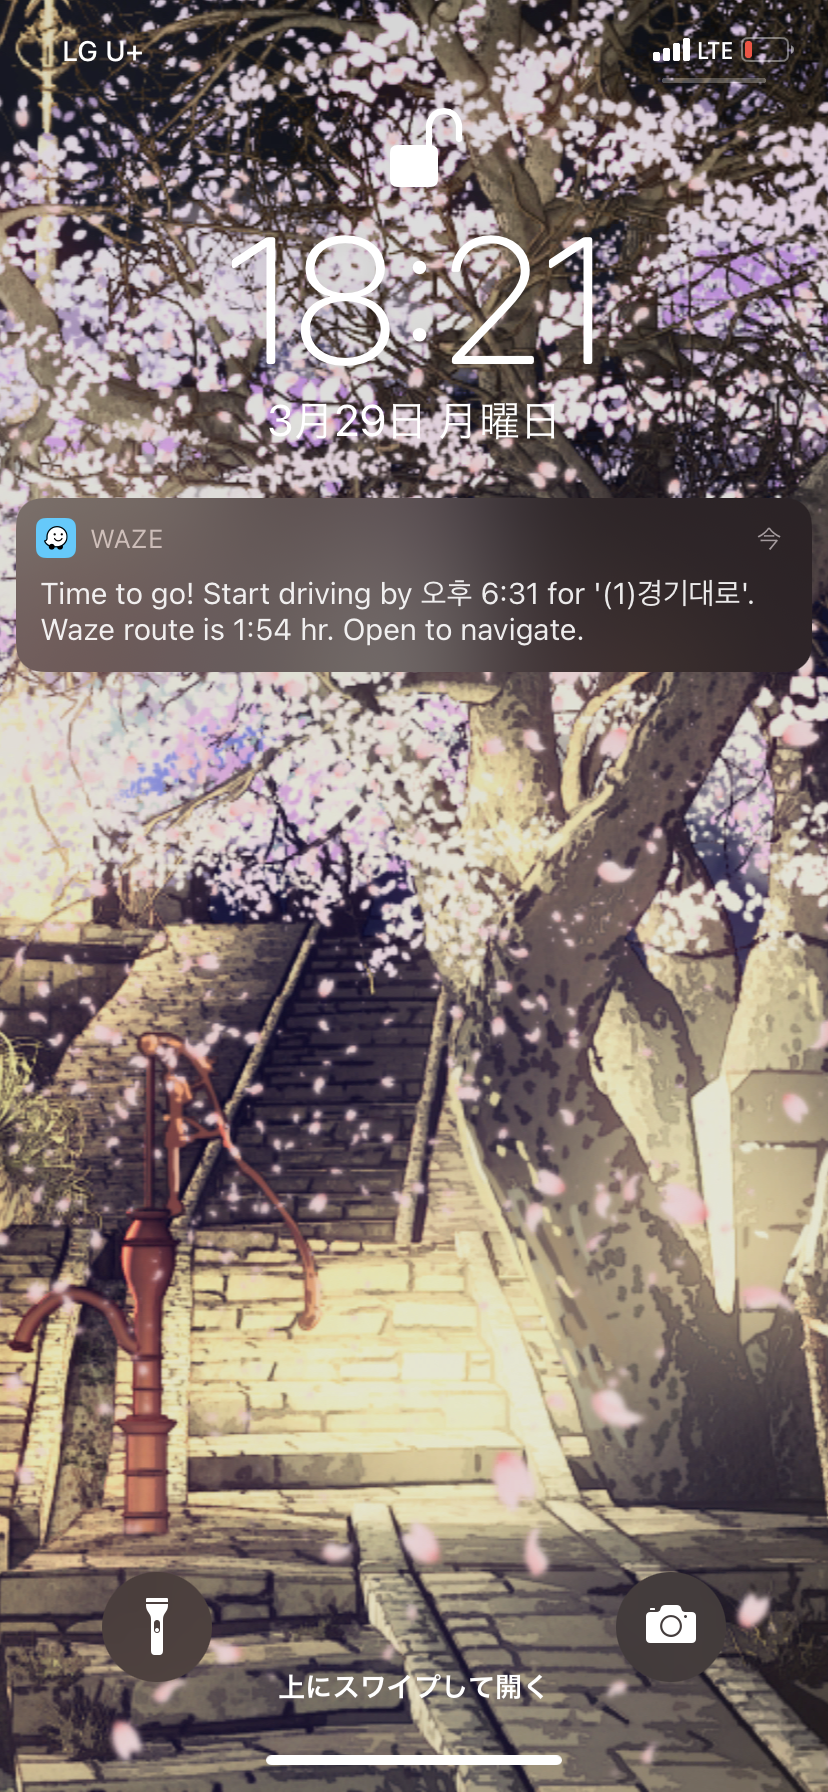 LG U+
LTE
18:21
3月29日 月曜日
WAZE
今
Time to go! Start driving by 오후 6:31 for '(1)경기대로'.
Waze route is 1:54 hr. Open to navigate.
上にスワイプして開く